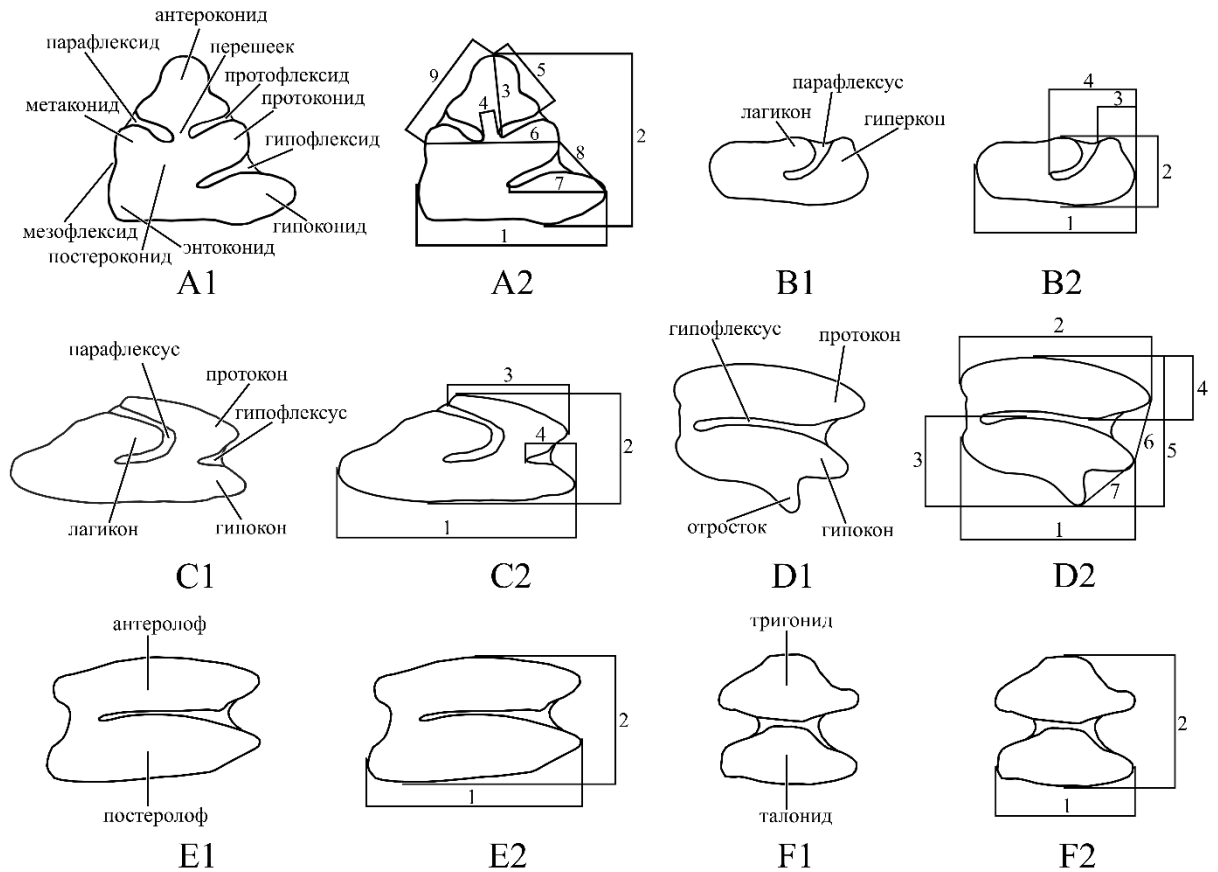 антероконид
парафлексид
перешеек
протофлексид
метаконид
протоконид
гипофлексид
мезофлексид
гипоконид
энтоконид
постероконид
A1
9
5
4
3
2
6
8
7
1
A2
парафлексус
лагикон
гиперкон
B1
4
3
2
1
B2
парафлексус
протокон
гипофлексус
лагикон
гипокон
C1
3
4
2
1
C2
гипофлексус
протокон
отросток
гипокон
D1
2
4
3
6
5
7
1
D2
антеролоф
постеролоф
E1
2
1
E2
тригонид
талонид
F1
2
1
F2